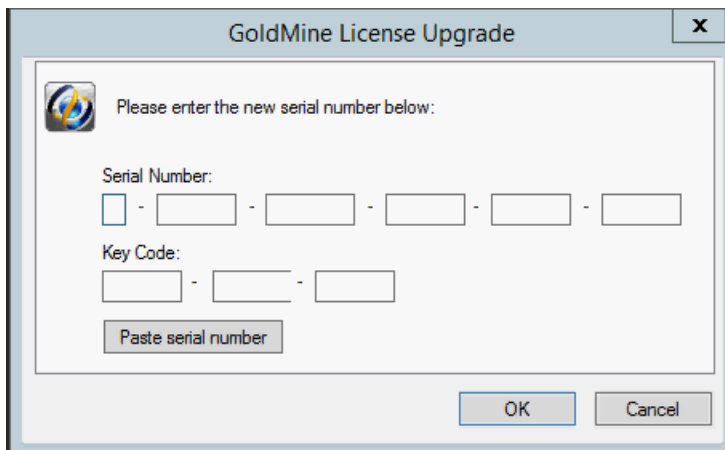 GoldMine License Upgrade
x
Please enter the new serial number below:
Serial Number:
- - - - -
Key Code:
- -
Paste serial number
OK Cancel